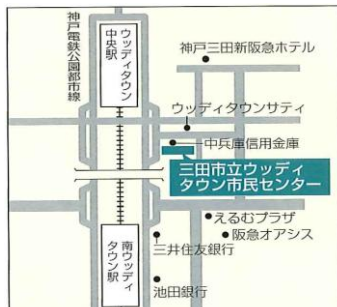 神戸電鉄公園都市線
ウッディタウン
中央駅
神戸三田新阪急ホテル
ウッディタウンサティ
中兵庫信用金庫
三田市立ウッディ
タウン市民センター
えるむプラザ
阪急オアシス
三井住友銀行
池田銀行
南ウッディ
タウン駅